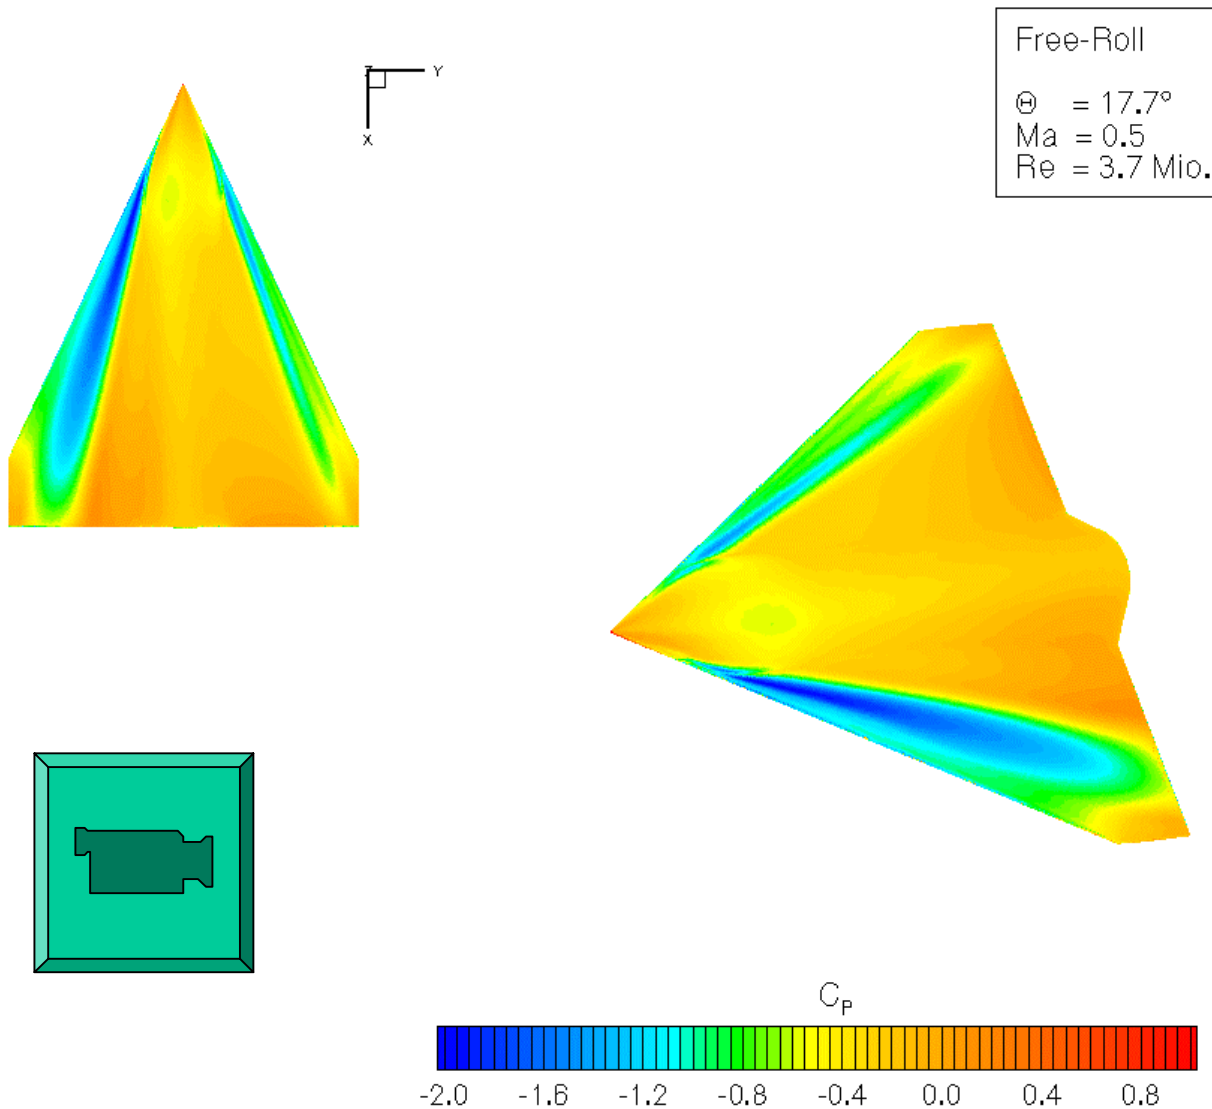 Free-Roll
Θ = 17.7°
Ma = 0.5
Re = 3.7 Mio.
Z Y
X
C_P
-2.0 -1.6 -1.2 -0.8 -0.4 0.0 0.4 0.8